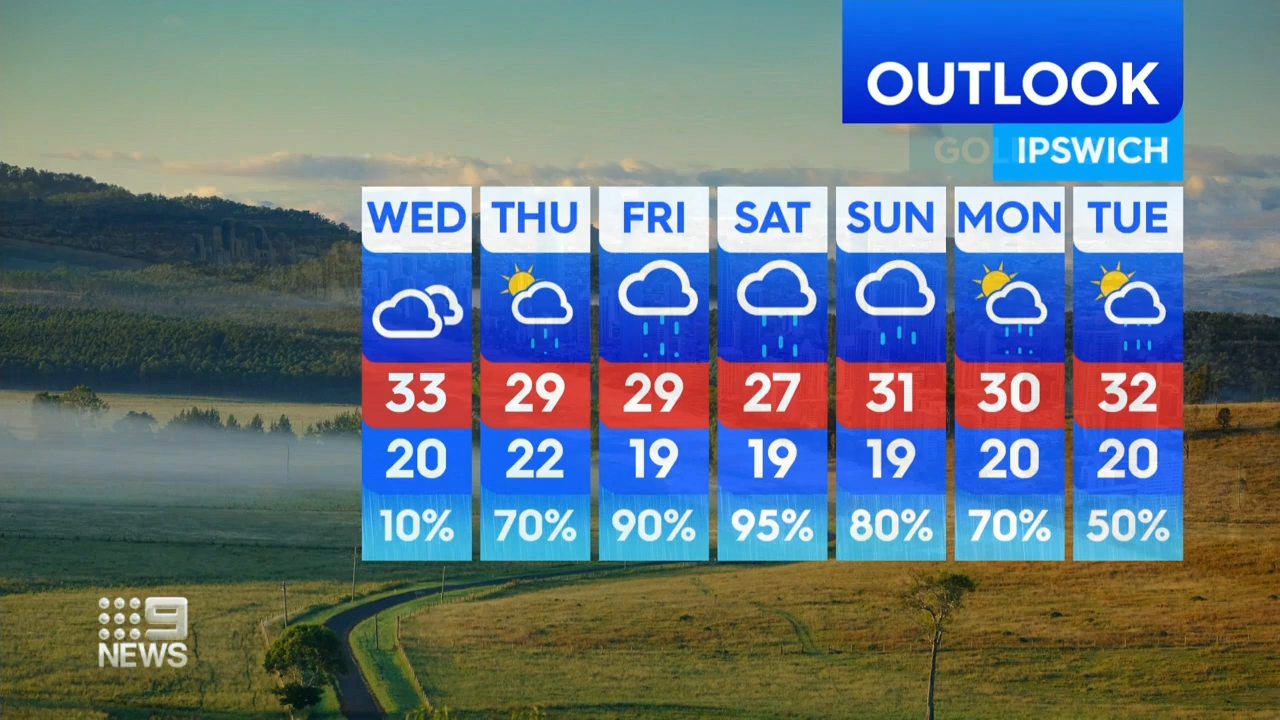 OUTLOOK
IPSWICH
WED THU FRI SAT SUN MON TUE
33 29 29 27 31 30 32
20 22 19 19 19 20 20
10% 70% 90% 95% 80% 70% 50%
9
NEWS